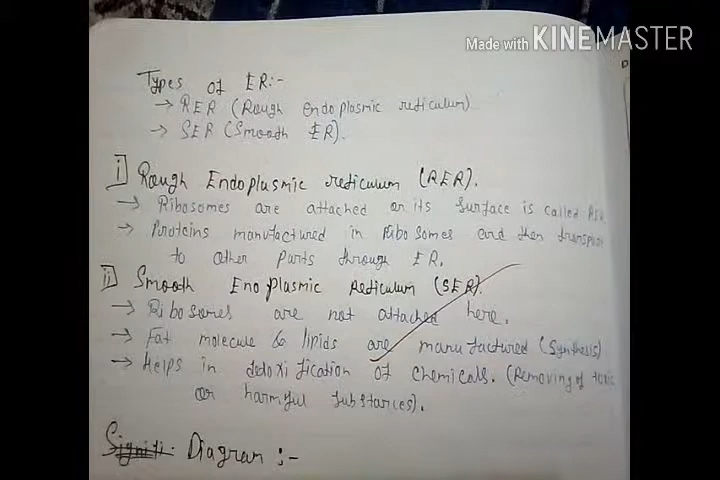 Made with KINEMASTER
Types of ER:-
→ RER (Rough endoplasmic reticulum)
→ SER (Smooth ER).
i] Rough Endoplasmic reticulum (RER).
→ Ribosomes are attached on its surface is called
→ Proteins manufactured in Ribosomes and then
to other parts through ER.
ii] Smooth Enoplasmic Reticulum (SER).
→ Ribosomes are not attached here.
→ Fat molecule & lipids are manufactured (Synthesis)
→ Helps in detoxification of chemicals. (Removing of toxic
or harmful substances).
Diagram :-